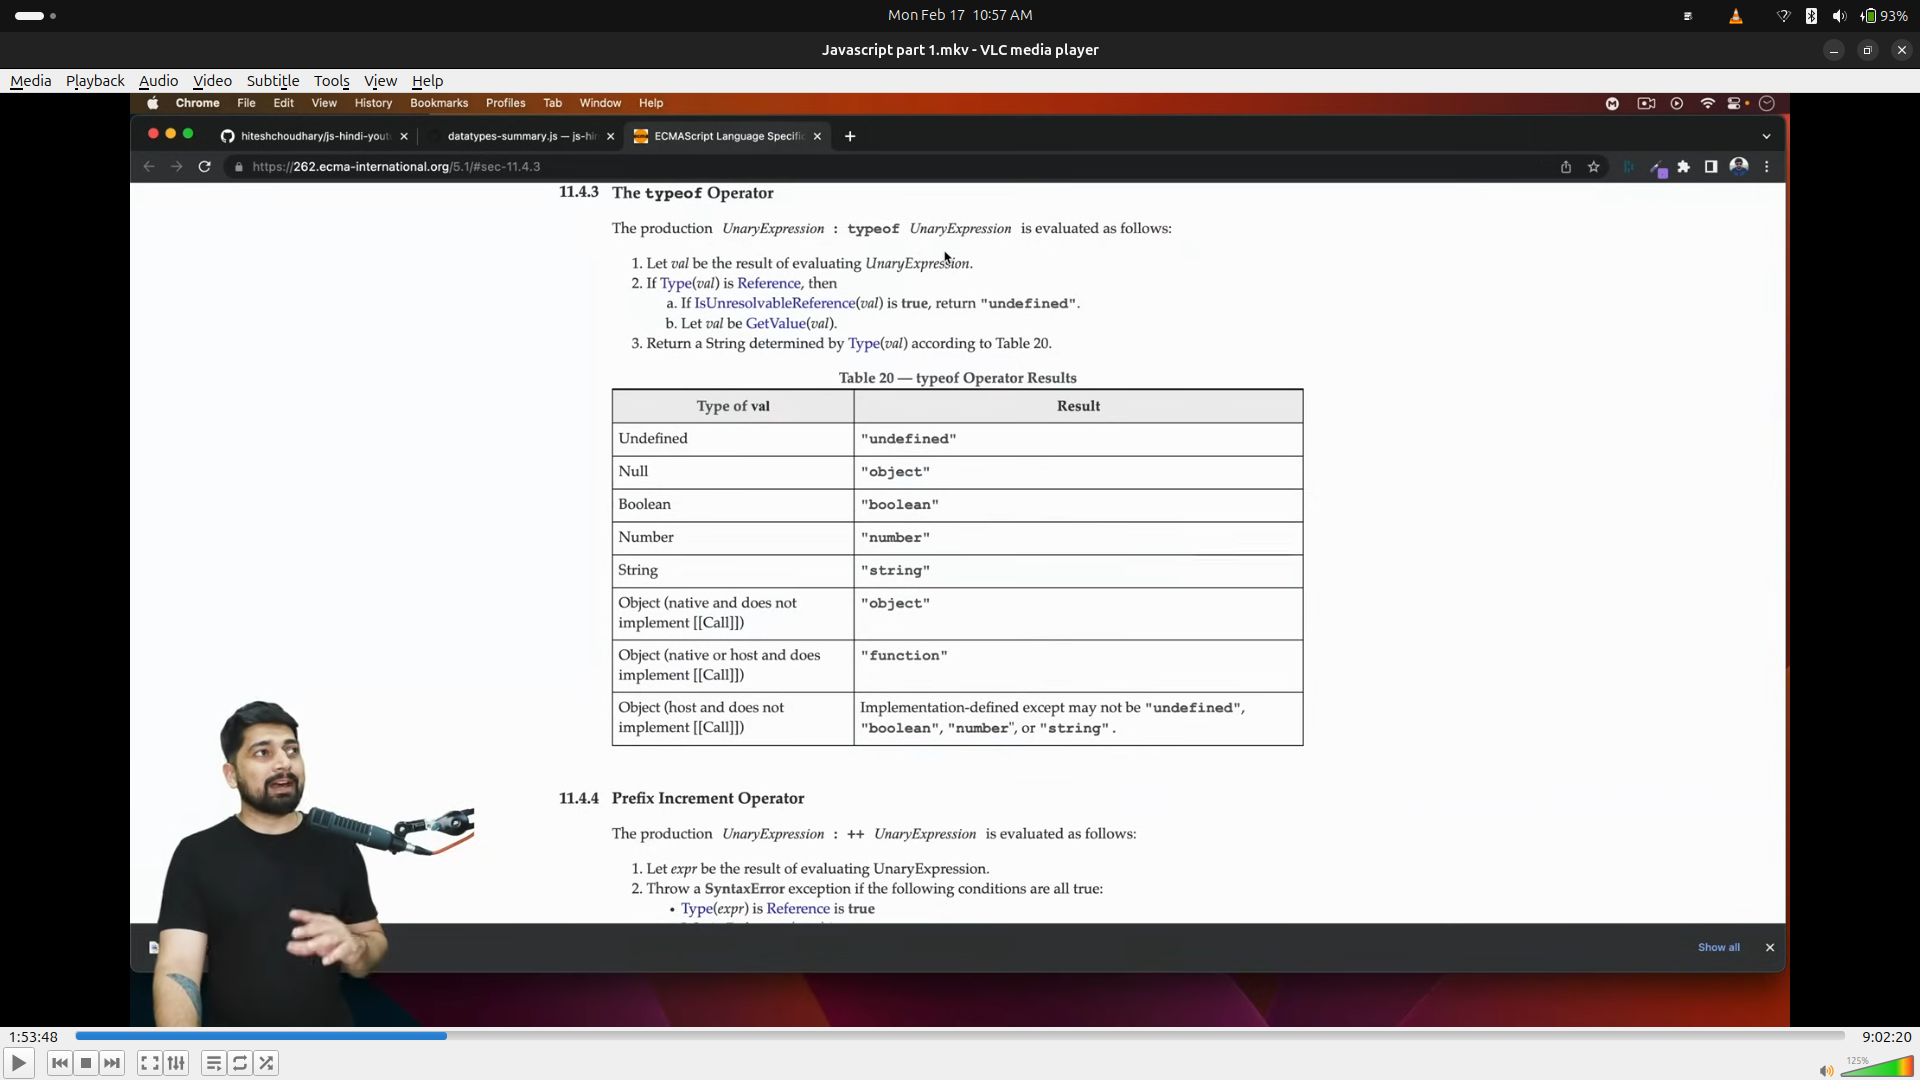 Mon Feb 17 10:57 AM
93%
Javascript part 1.mkv - VLC media player
Media Playback Audio Video Subtitle Tools View Help
Chrome File Edit View History Bookmarks Profiles Tab Window Help
hiteshchoudhary/js-hindi-yout
datatypes-summary.js — js-hin
ECMAScript Language Specific
https://262.ecma-international.org/5.1/#sec-11.4.3
11.4.3 The typeof Operator
The production UnaryExpression : typeof UnaryExpression is evaluated as follows:
1. Let val be the result of evaluating UnaryExpression.
2. If Type(val) is Reference, then
a. If IsUnresolvableReference(val) is true, return "undefined".
b. Let val be GetValue(val).
3. Return a String determined by Type(val) according to Table 20.
Table 20 — typeof Operator Results
Type of val Result
Undefined "undefined"
Null "object"
Boolean "boolean"
Number "number"
String "string"
Object (native and does not
implement [[Call]])
"object"
Object (native or host and does
implement [[Call]])
"function"
Object (host and does not
implement [[Call]])
Implementation-defined except may not be "undefined",
"boolean", "number", or "string".
11.4.4 Prefix Increment Operator
The production UnaryExpression : ++ UnaryExpression is evaluated as follows:
1. Let expr be the result of evaluating UnaryExpression.
2. Throw a SyntaxError exception if the following conditions are all true:
• Type(expr) is Reference is true
Show all
1:53:48
9:02:20
125%